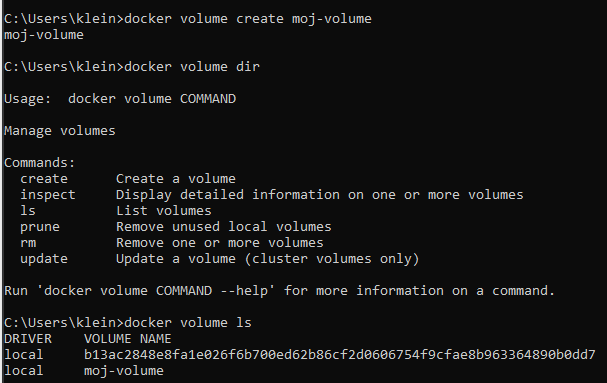 C:\Users\klein>docker volume create moj-volume
moj-volume
C:\Users\klein>docker volume dir
Usage:  docker volume COMMAND
Manage volumes
Commands:
  create      Create a volume
  inspect     Display detailed information on one or more volumes
  ls          List volumes
  prune       Remove unused local volumes
  rm          Remove one or more volumes
  update      Update a volume (cluster volumes only)
Run 'docker volume COMMAND --help' for more information on a command.
C:\Users\klein>docker volume ls
DRIVER    VOLUME NAME
local     b13ac2848e8fa1e026f6b700ed62b86cf2d0606754f9cfae8b963364890b0dd7
local     moj-volume